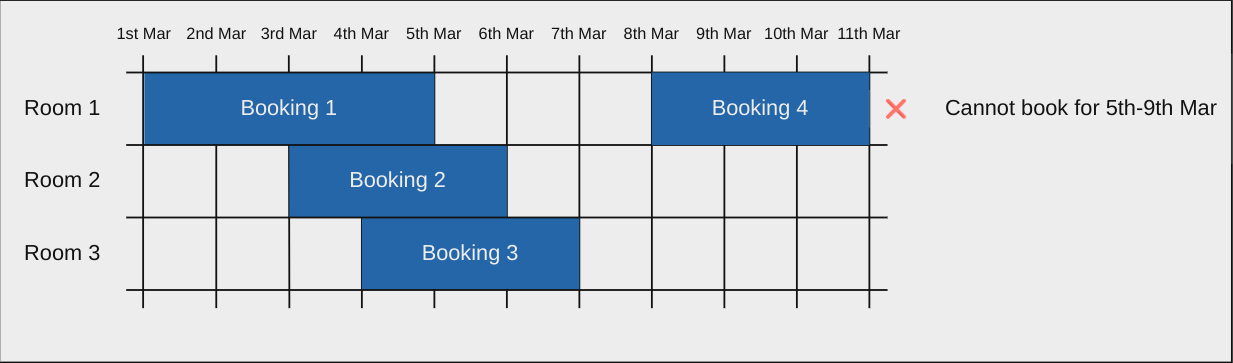 1st Mar 2nd Mar 3rd Mar 4th Mar 5th Mar 6th Mar 7th Mar 8th Mar 9th Mar 10th Mar 11th Mar
Room 1 Booking 1 Booking 4 Cannot book for 5th-9th Mar
Room 2 Booking 2
Room 3 Booking 3